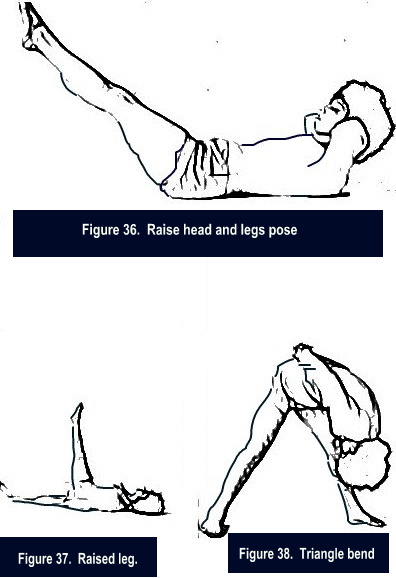 Figure 36.  Raise head and legs pose
Figure 37.  Raised leg.
Figure 38.  Triangle bend